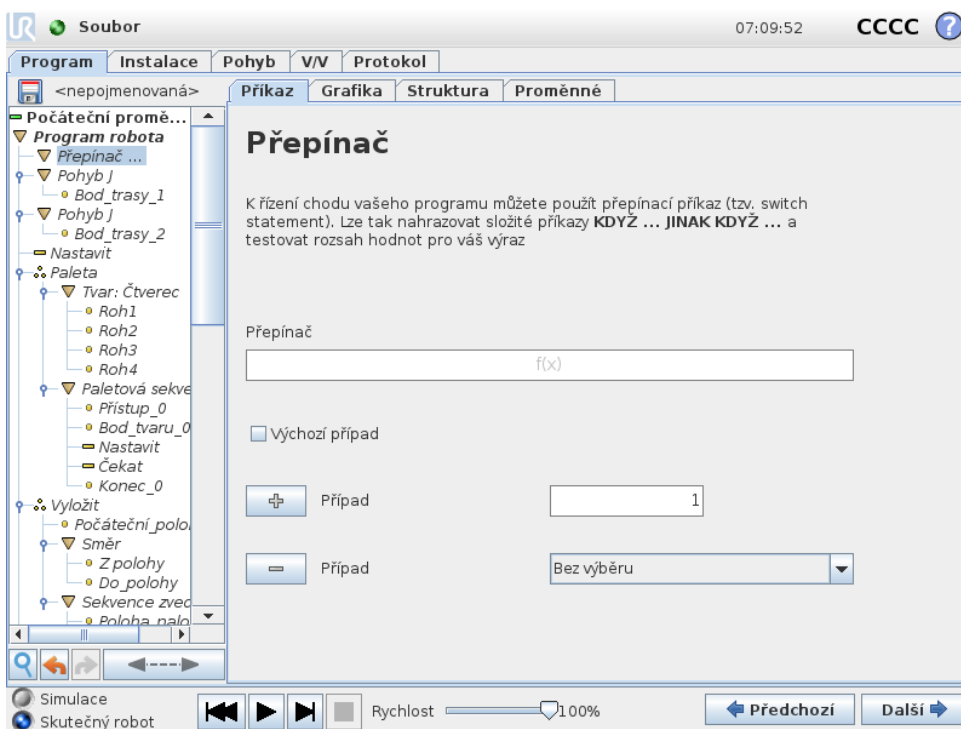 UR Soubor 07:09:52 CCCC ?
Program Instalace Pohyb V/V Protokol
<nepojmenovaná> Příkaz Grafika Struktura Proměnné
Počáteční promě...
Program robota
Přepínač ...
Pohyb J
Bod_trasy_1
Pohyb J
Bod_trasy_2
Nastavit
Paleta
Tvar: Čtverec
Roh1
Roh2
Roh3
Roh4
Paletová sekve
Přístup_0
Bod_tvaru_0
Nastavit
Čekat
Konec_0
Vyložit
Počáteční_polo
Směr
Z polohy
Do_polohy
Sekvence zved
Poloha_nalo
Přepínač
K řízení chodu vašeho programu můžete použít přepínací příkaz (tzv. switch
statement). Lze tak nahrazovat složité příkazy KDYŽ ... JINAK KDYŽ ... a
testovat rozsah hodnot pro váš výraz
Přepínač
f(x)
Výchozí případ
Případ 1
Případ Bez výběru
Simulace
Skutečný robot
Rychlost 100%
Předchozí Další